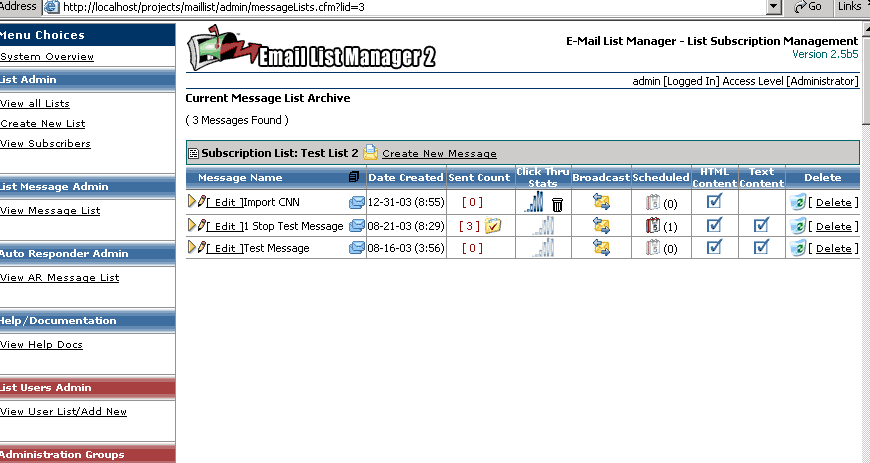 Address http://localhost/projects/maillist/admin/messageLists.cfm?lid=3 Go Links
Menu Choices
System Overview
List Admin
View all Lists
Create New List
View Subscribers
List Message Admin
View Message List
Auto Responder Admin
View AR Message List
Help/Documentation
View Help Docs
List Users Admin
View User List/Add New
Administration Groups
Email List Manager 2
E-Mail List Manager - List Subscription Management
Version 2.5b5
admin [Logged In] Access Level [Administrator]
Current Message List Archive
( 3 Messages Found )
Subscription List: Test List 2 Create New Message
Message Name Date Created Sent Count Click Thru Stats Broadcast Scheduled HTML Content Text Content Delete
[ Edit ]Import CNN 12-31-03 (8:55) [ 0 ] (0) [ Delete ]
[ Edit ]1 Stop Test Message 08-21-03 (8:29) [ 3 ] (1) [ Delete ]
[ Edit ]Test Message 08-16-03 (3:56) [ 0 ] (0) [ Delete ]